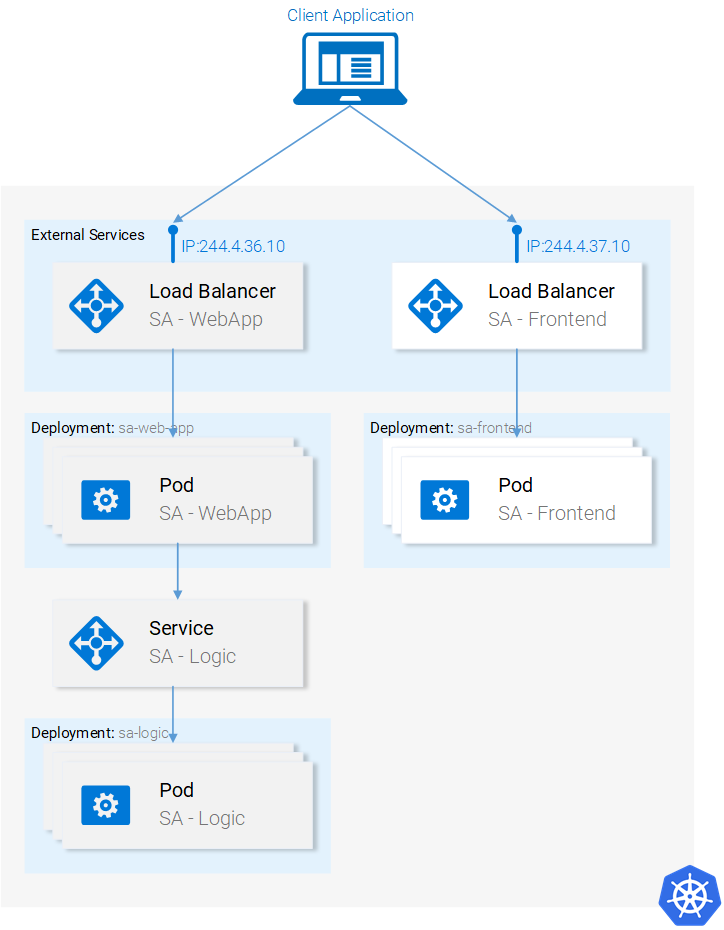 Client Application
External Services
IP:244.4.36.10
IP:244.4.37.10
Load Balancer
SA - WebApp
Load Balancer
SA - Frontend
Deployment: sa-web-app
Deployment: sa-frontend
Pod
SA - WebApp
Pod
SA - Frontend
Service
SA - Logic
Deployment: sa-logic
Pod
SA - Logic